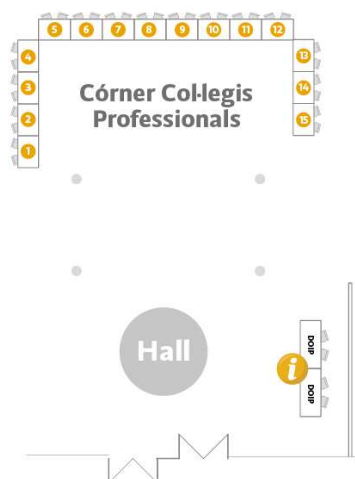 5 6 7 8 9 10 11 12
4
3
2
1
13
14
15
Córner Col·legis
Professionals
Hall
DOIP
i
DOIP